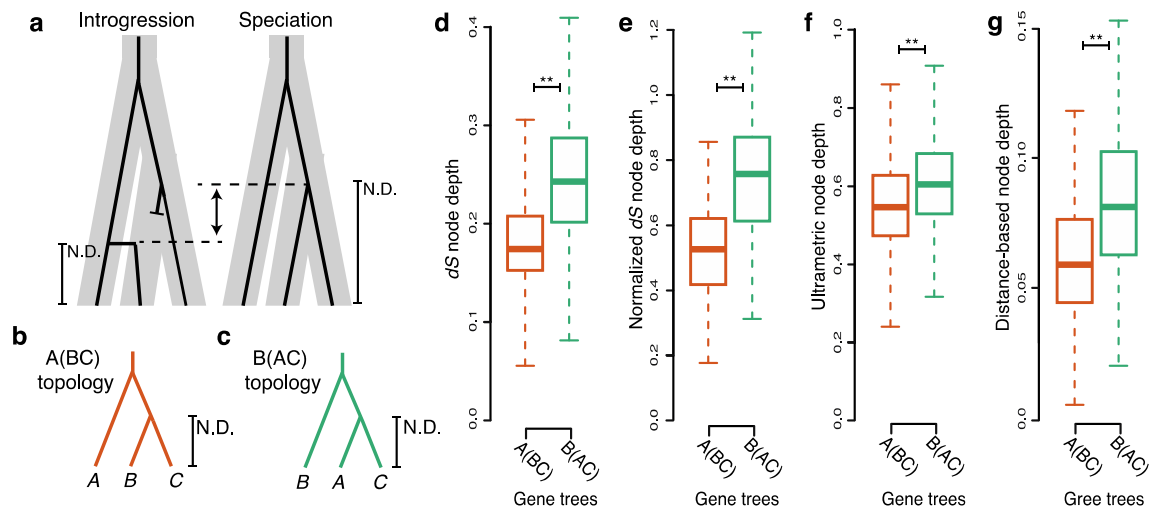 a
Introgression
Speciation
N.D.
N.D.
b
A(BC)
topology
N.D.
A
B
C
c
B(AC)
topology
N.D.
B
A
C
d
dS node depth
0.0
0.1
0.2
0.3
0.4
**
A(BC)
B(AC)
Gene trees
e
Normalized dS node depth
0.0
0.2
0.4
0.6
0.8
1.0
1.2
**
A(BC)
B(AC)
Gene trees
f
Ultrametric node depth
0.0
0.2
0.4
0.6
0.8
1.0
**
A(BC)
B(AC)
Gene trees
g
Distance-based node depth
0.0
0.05
0.10
0.15
**
A(BC)
B(AC)
Gree trees